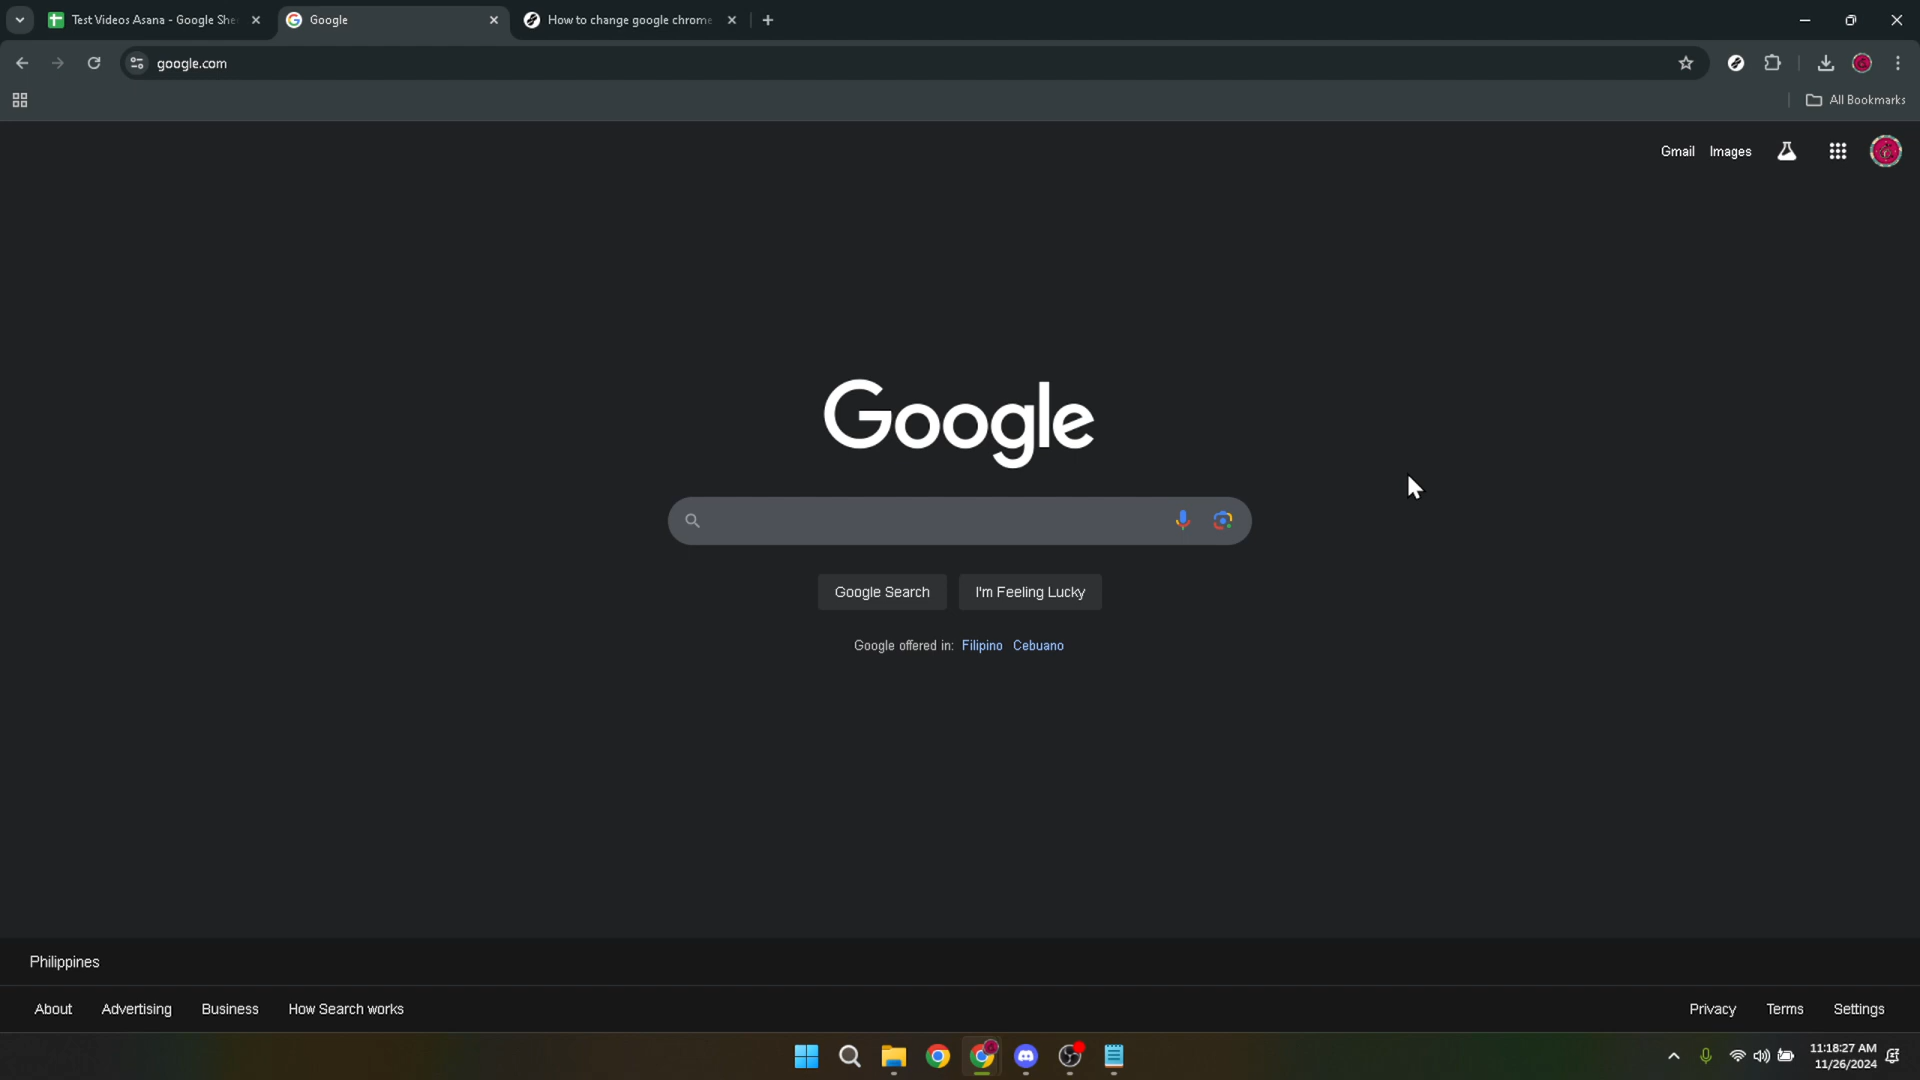 Test Videos Asana - Google She
Google
How to change google chrome
google.com
All Bookmarks
Gmail
Images
Google
Google Search
I'm Feeling Lucky
Google offered in: Filipino Cebuano
Philippines
About
Advertising
Business
How Search works
Privacy
Terms
Settings
11:18:27 AM
11/26/2024